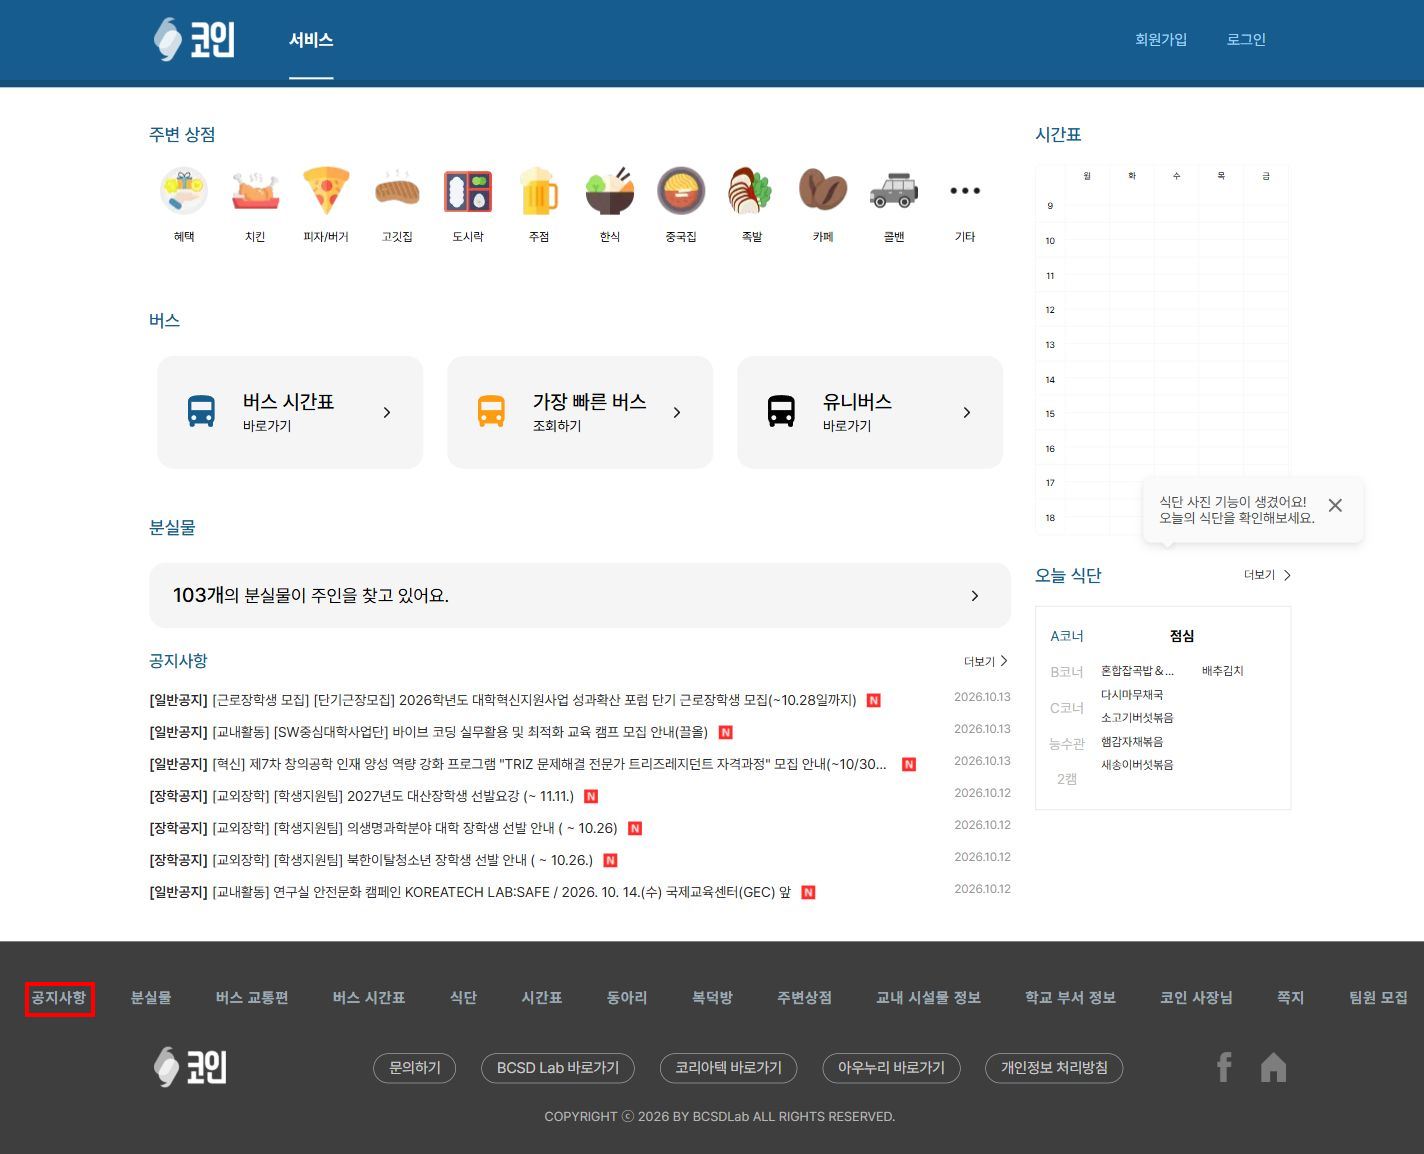 코인
서비스
회원가입
로그인
주변 상점
혜택
치킨
피자/버거
고깃집
도시락
주점
한식
중국집
족발
카페
콜밴
기타
버스
버스 시간표
바로가기
가장 빠른 버스
조회하기
유니버스
바로가기
분실물
103개의 분실물이 주인을 찾고 있어요.
공지사항
더보기
[일반공지] [근로장학생 모집] [단기근장모집] 2026학년도 대학혁신지원사업 성과확산 포럼 단기 근로장학생 모집(~10.28일까지) N
2026.10.13
[일반공지] [교내활동] [SW중심대학사업단] 바이브 코딩 실무활용 및 최적화 교육 캠프 모집 안내(끌올) N
2026.10.13
[일반공지] [혁신] 제7차 창의공학 인재 양성 역량 강화 프로그램 "TRIZ 문제해결 전문가 트리즈레지던트 자격과정" 모집 안내(~10/30... N
2026.10.13
[장학공지] [교외장학] [학생지원팀] 2027년도 대산장학생 선발요강 (~ 11.11.) N
2026.10.12
[장학공지] [교외장학] [학생지원팀] 의생명과학분야 대학 장학생 선발 안내 ( ~ 10.26) N
2026.10.12
[장학공지] [교외장학] [학생지원팀] 북한이탈청소년 장학생 선발 안내 ( ~ 10.26.) N
2026.10.12
[일반공지] [교내활동] 연구실 안전문화 캠페인 KOREATECH LAB:SAFE / 2026. 10. 14.(수) 국제교육센터(GEC) 앞 N
2026.10.12
시간표
월 화 수 목 금
9
10
11
12
13
14
15
16
17
18
식단 사진 기능이 생겼어요!
오늘의 식단을 확인해보세요.
오늘 식단
더보기
A코너
B코너
C코너
능수관
2캠
점심
혼합잡곡밥＆...
배추김치
다시마무채국
소고기버섯볶음
햄감자채볶음
새송이버섯볶음
공지사항
분실물
버스 교통편
버스 시간표
식단
시간표
동아리
복덕방
주변상점
교내 시설물 정보
학교 부서 정보
코인 사장님
쪽지
팀원 모집
코인
문의하기
BCSD Lab 바로가기
코리아텍 바로가기
아우누리 바로가기
개인정보 처리방침
COPYRIGHT ⓒ 2026 BY BCSDLab ALL RIGHTS RESERVED.